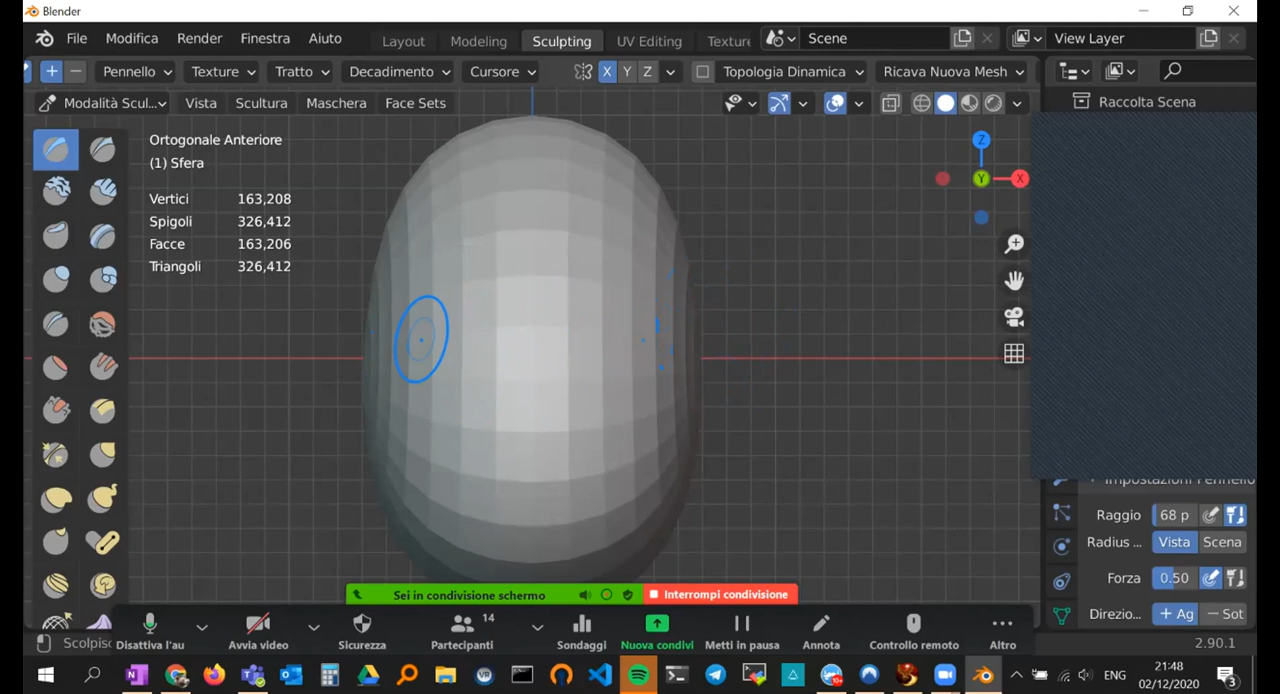 Blender
File Modifica Render Finestra Aiuto Layout Modeling Sculpting UV Editing Texture Scene View Layer
Pennello Texture Tratto Decadimento Cursore X Y Z Topologia Dinamica Ricava Nuova Mesh
Modalità Scul... Vista Scultura Maschera Face Sets Raccolta Scena
Ortogonale Anteriore
(1) Sfera
Vertici 163,208
Spigoli 326,412
Facce 163,206
Triangoli 326,412
Z
Y X
Impostazioni Pennello
Raggio 68 p
Radius ... Vista Scena
Forza 0.50
Direzio... + Ag − Sot
Sei in condivisione schermo Interrompi condivisione
14
Scolpisc Disattiva l'au Avvia video Sicurezza Partecipanti Sondaggi Nuova condivi Metti in pausa Annota Controllo remoto Altro 2.90.1
ENG 21:48
02/12/2020 3